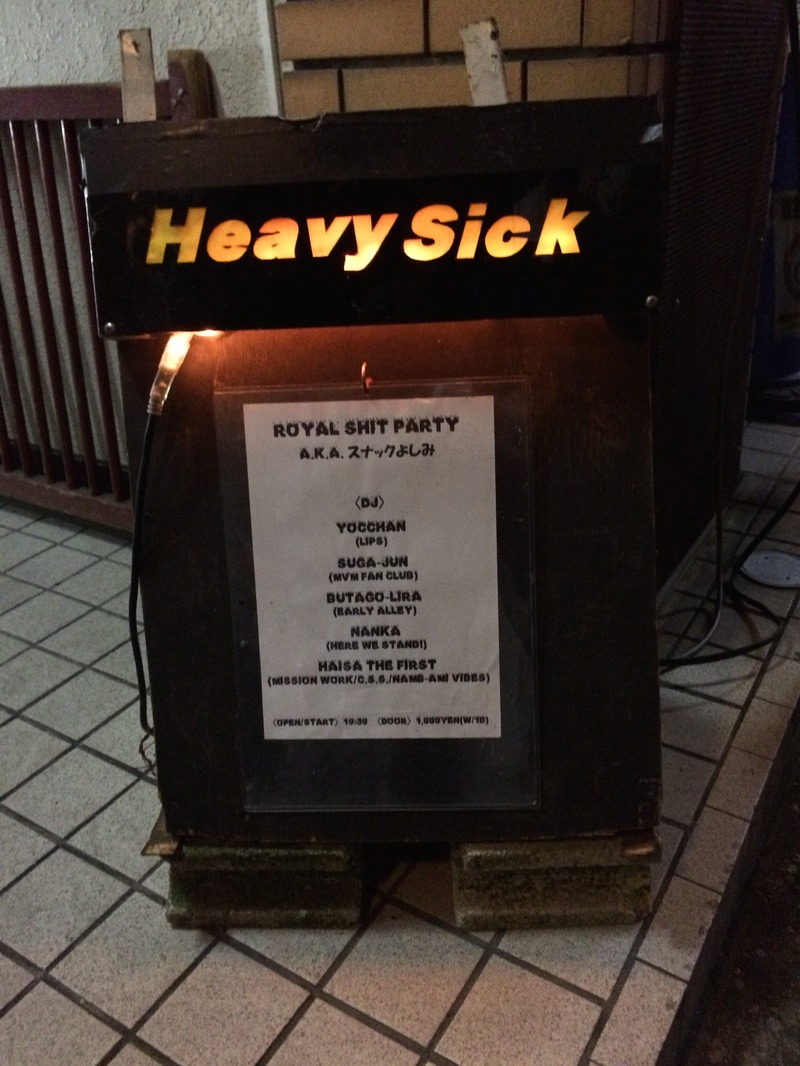 Heavy Sick
ROYAL SHIT PARTY
A.K.A. スナックよしみ
〈DJ〉
YOCCHAN
(LIPS)
SUGA-JUN
(MVM FAN CLUB)
BUTAGO-LIRA
(EARLY ALLEY)
NANKA
(HERE WE STAND!)
HAISA THE FIRST
(MISSION WORK/C.S.S./NAMB-AMI VIBES)
〈OPEN/START〉 19:30 〈DOOR〉 1,000YEN(W/1D)